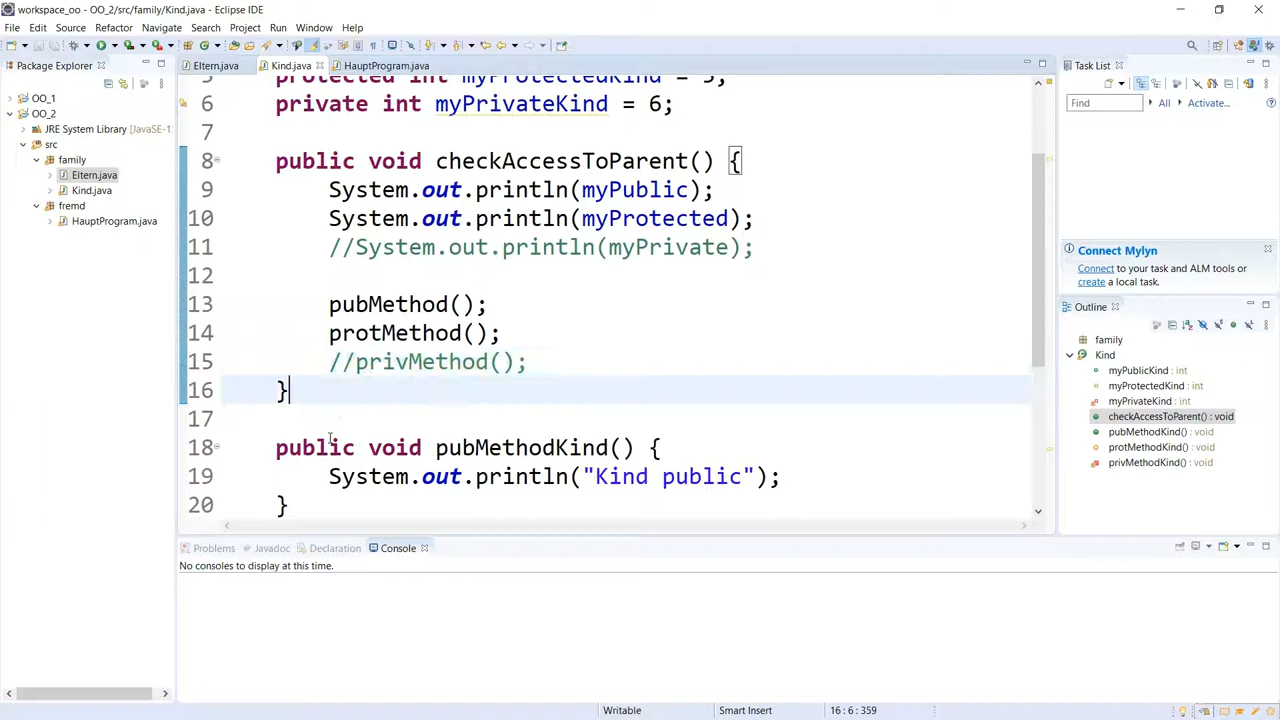 workspace_oo - OO_2/src/family/Kind.java - Eclipse IDE
File Edit Source Refactor Navigate Search Project Run Window Help
Package Explorer
OO_1
OO_2
JRE System Library [JavaSE-1
src
family
Eltern.java
Kind.java
fremd
HauptProgram.java
Eltern.java Kind.java HauptProgram.java
5 protected int myProtectedKind = 5;
6 private int myPrivateKind = 6;
7
8 public void checkAccessToParent() {
9 System.out.println(myPublic);
10 System.out.println(myProtected);
11 //System.out.println(myPrivate);
12
13 pubMethod();
14 protMethod();
15 //privMethod();
16 }
17
18 public void pubMethodKind() {
19 System.out.println("Kind public");
20 }
Problems Javadoc Declaration Console
No consoles to display at this time.
Task List
Find All Activate...
Connect Mylyn
Connect to your task and ALM tools or
create a local task.
Outline
family
Kind
myPublicKind : int
myProtectedKind : int
myPrivateKind : int
checkAccessToParent() : void
pubMethodKind() : void
protMethodKind() : void
privMethodKind() : void
Writable Smart Insert 16 : 6 : 359